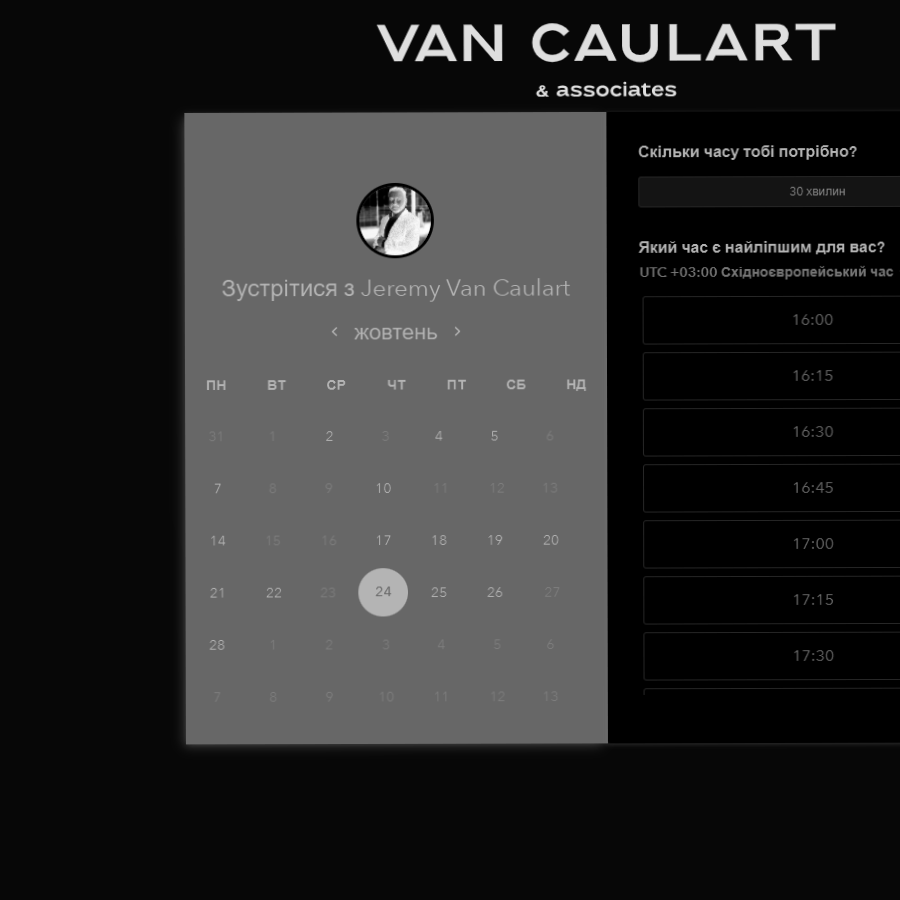 VAN CAULART
& associates
Зустрітися з Jeremy Van Caulart
жовтень
ПН ВТ СР ЧТ ПТ СБ НД
31 1 2 3 4 5 6
7 8 9 10 11 12 13
14 15 16 17 18 19 20
21 22 23 24 25 26 27
28 1 2 3 4 5 6
7 8 9 10 11 12 13
Скільки часу тобі потрібно?
30 хвилин
Який час є найліпшим для вас?
UTC +03:00 Східноєвропейський час
16:00
16:15
16:30
16:45
17:00
17:15
17:30